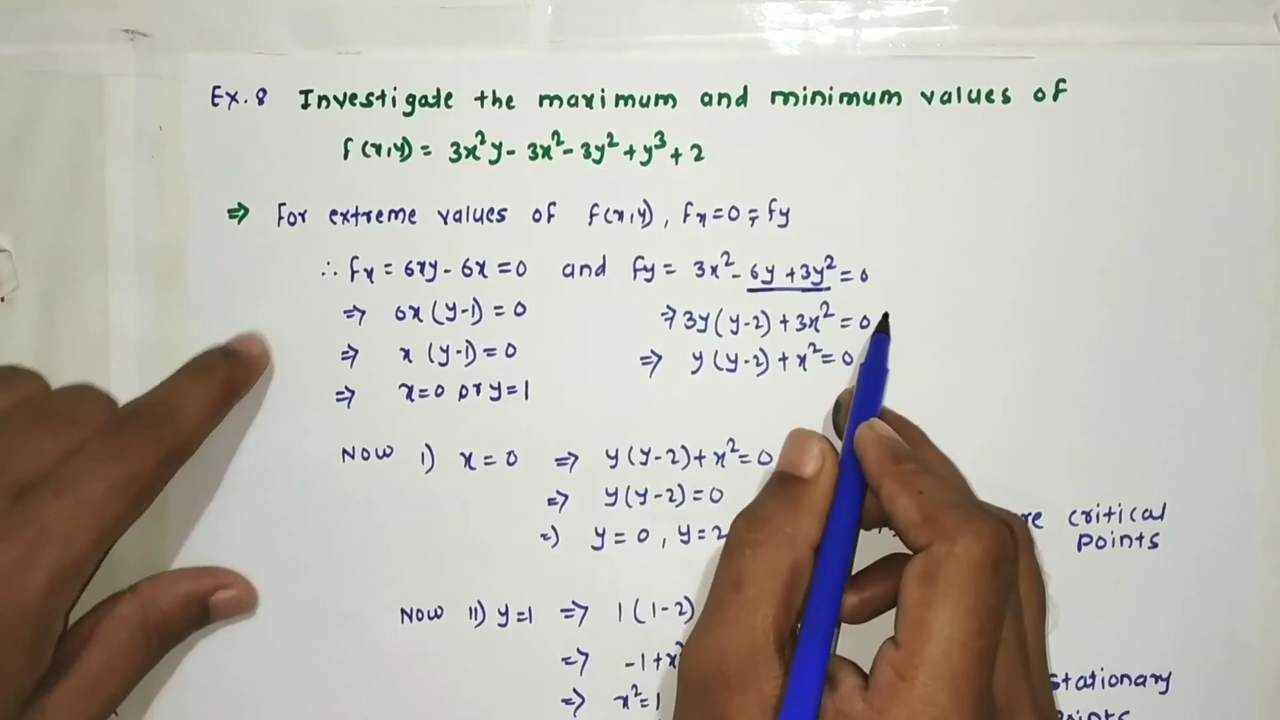 Ex.8 Investigate the maximum and minimum values of
f(x,y) = 3x²y - 3x² - 3y² + y³ + 2
⇒ For extreme values of f(x,y), fx=0=fy
∴ fx = 6xy - 6x = 0 and fy = 3x² - 6y + 3y² = 0
⇒ 6x(y-1) = 0 ⇒ 3y(y-2) + 3x² = 0
⇒ x(y-1) = 0 ⇒ y(y-2) + x² = 0
⇒ x=0 or y=1
Now i) x=0 ⇒ y(y-2) + x² = 0
⇒ y(y-2) = 0
critical
⇒ y=0, y=2 points
Now ii) y=1 ⇒ 1(1-2)
⇒ -1+x²
stationary
⇒ x²=1